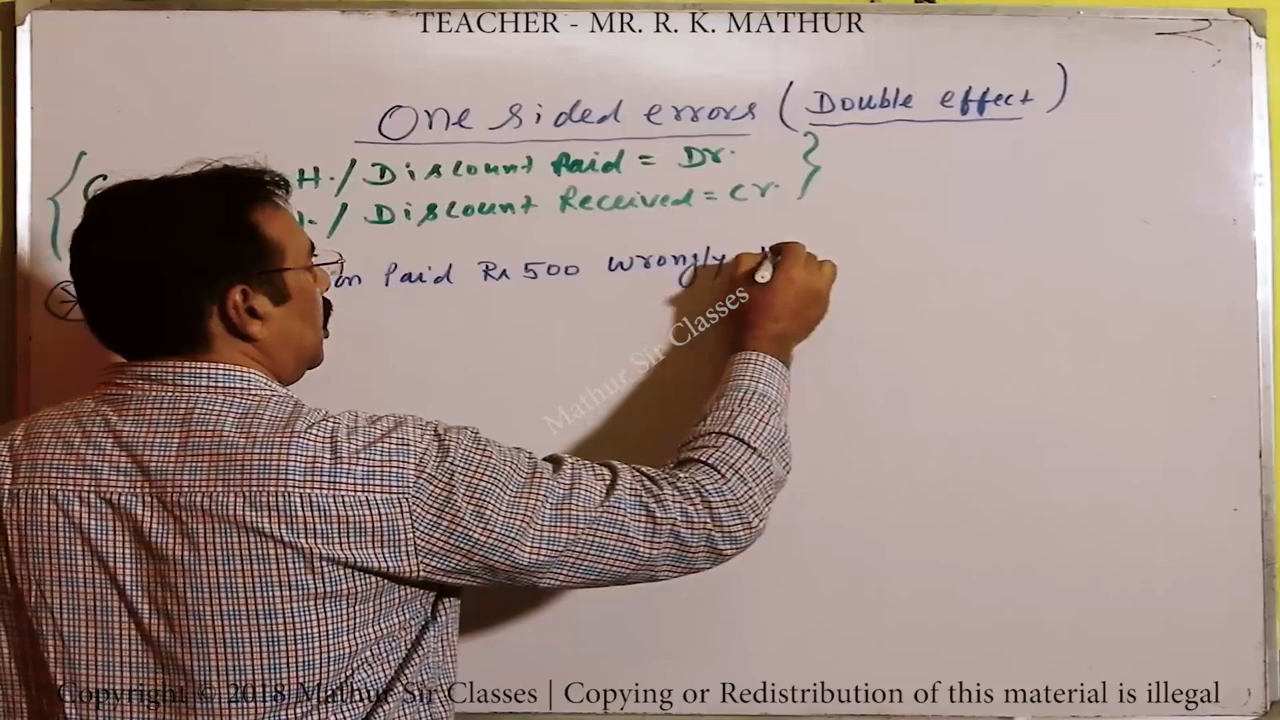 TEACHER - MR. R. K. MATHUR
One sided errors (Double effect)
H. / Discount Paid = Dr.
/ Discount Received = Cr.
Paid Rs 500 wrongly
Mathur Sir Classes
Copyright © 2018 Mathur Sir Classes | Copying or Redistribution of this material is illegal